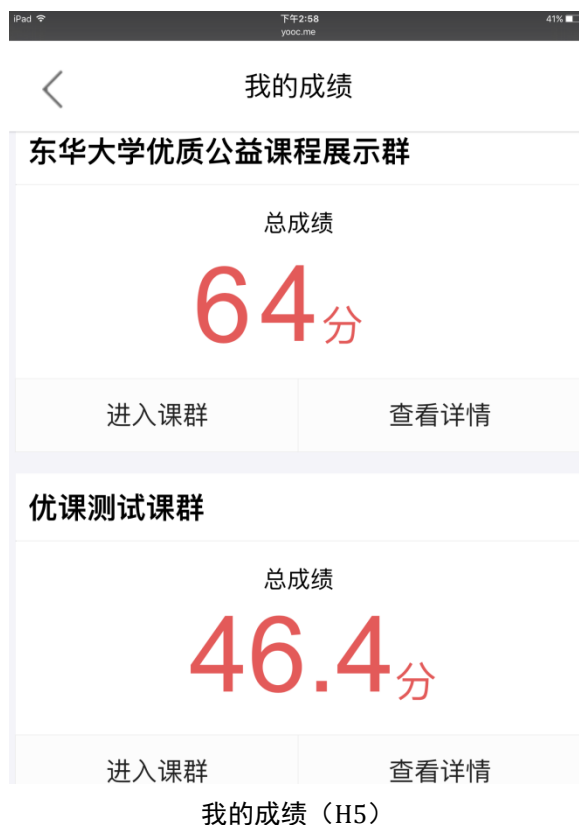 iPad 下午2:58 41%
yooc.me
我的成绩
东华大学优质公益课程展示群
总成绩
64分
进入课群 查看详情
优课测试课群
总成绩
46.4分
进入课群 查看详情
我的成绩（H5）